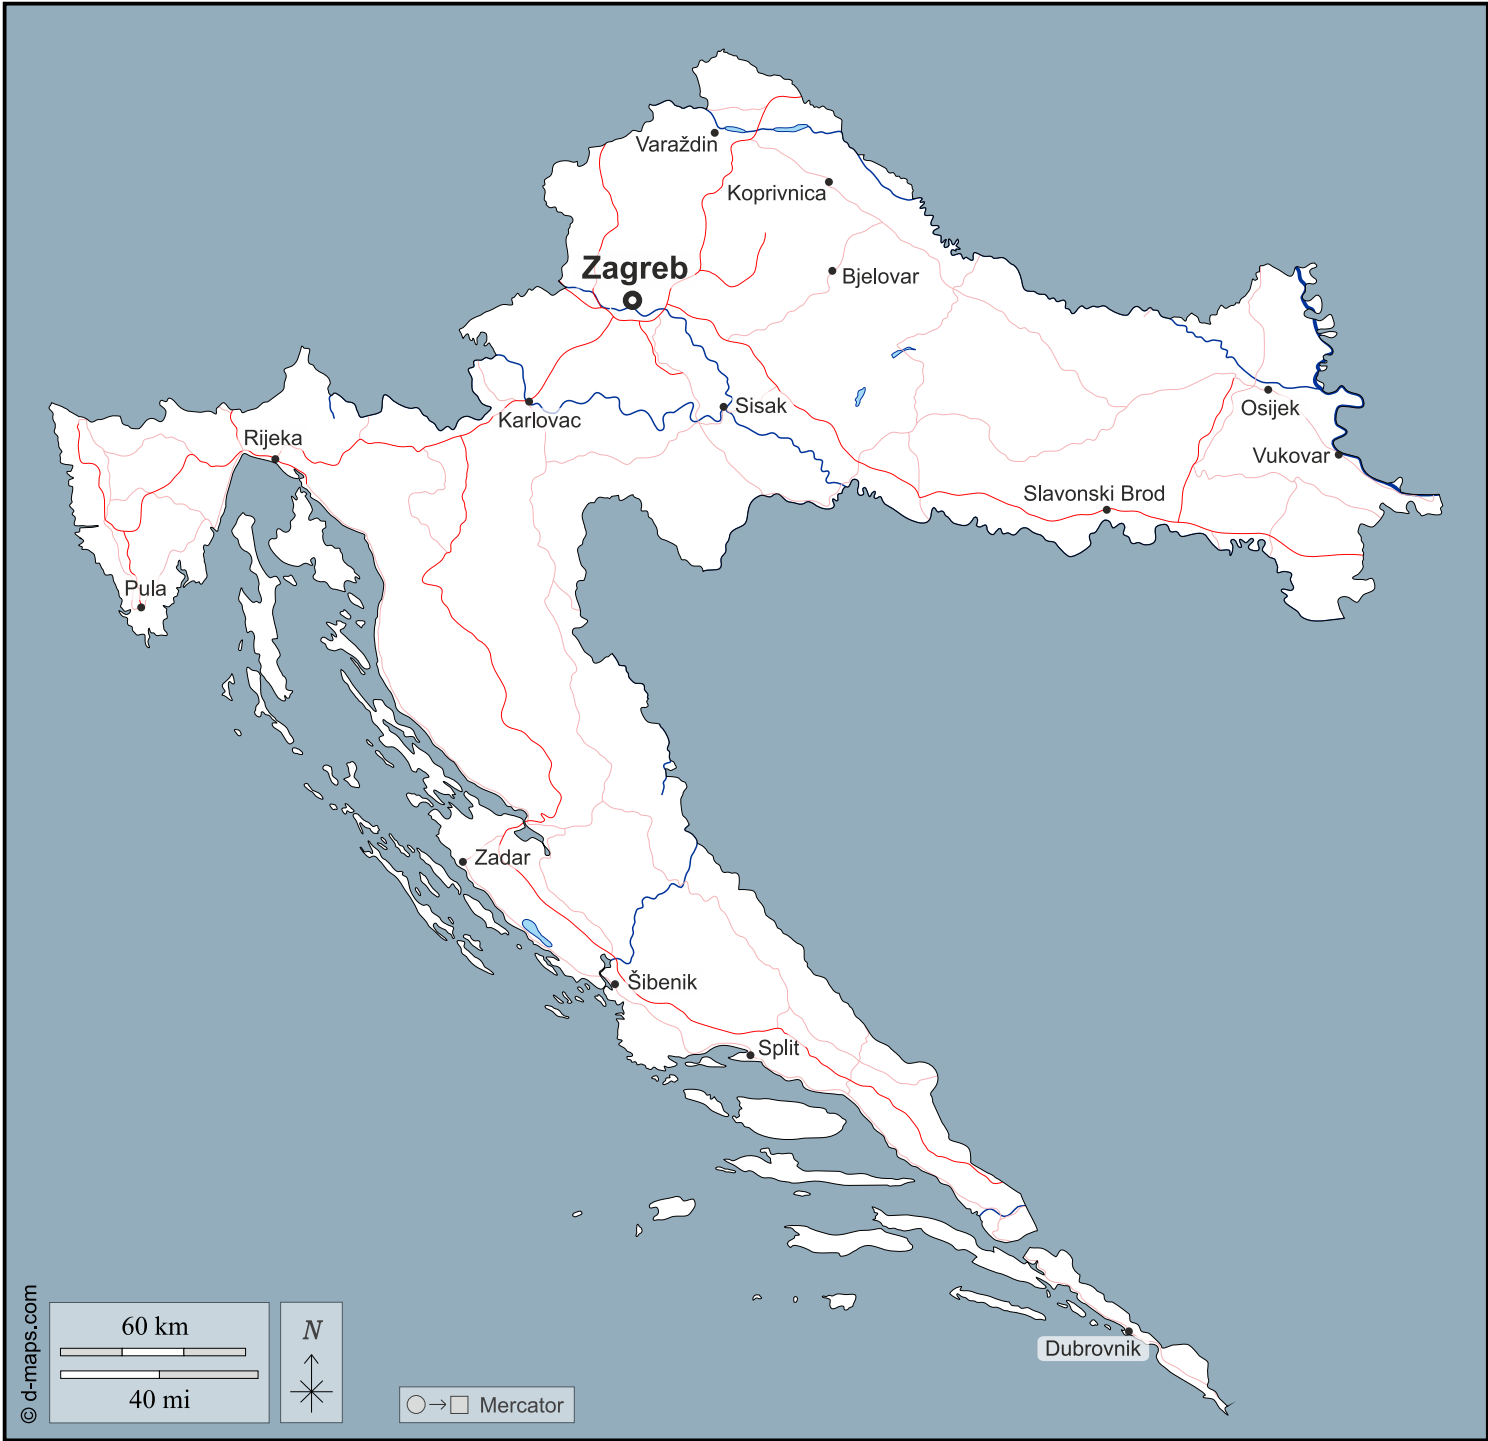 Varaždin
Koprivnica
Zagreb
Bjelovar
Karlovac
Sisak
Osijek
Rijeka
Vukovar
Slavonski Brod
Pula
Zadar
Šibenik
Split
Dubrovnik
© d-maps.com
60 km
40 mi
N
Mercator